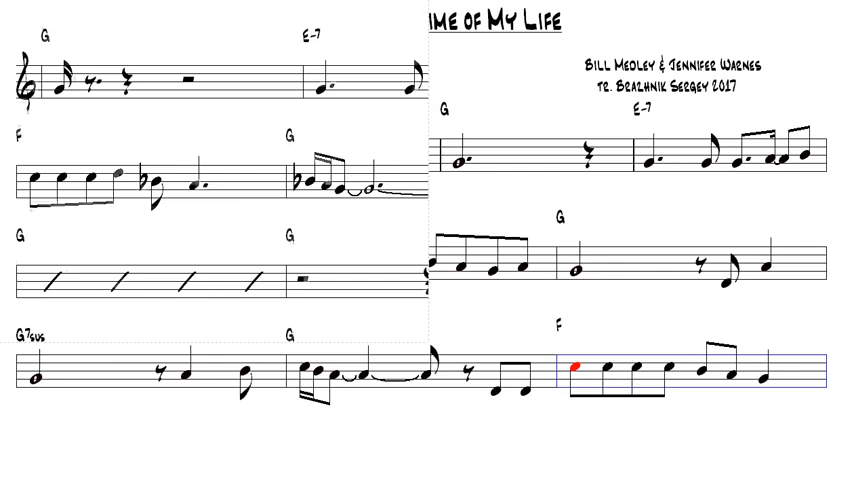 IME OF MY LIFE
BILL MEDLEY & JENNIFER WARNES
TR. BRAZHNIK SERGEY 2017
G E-7
G E-7
F G
G
G G
F
G7SUS G